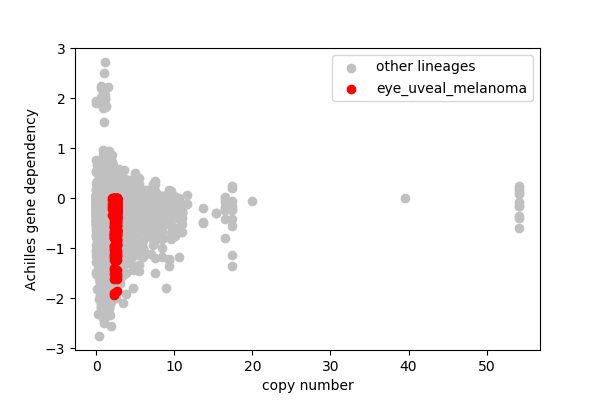 3
2
1
0
−1
−2
−3
Achilles gene dependency
other lineages
eye_uveal_melanoma
0 10 20 30 40 50
copy number